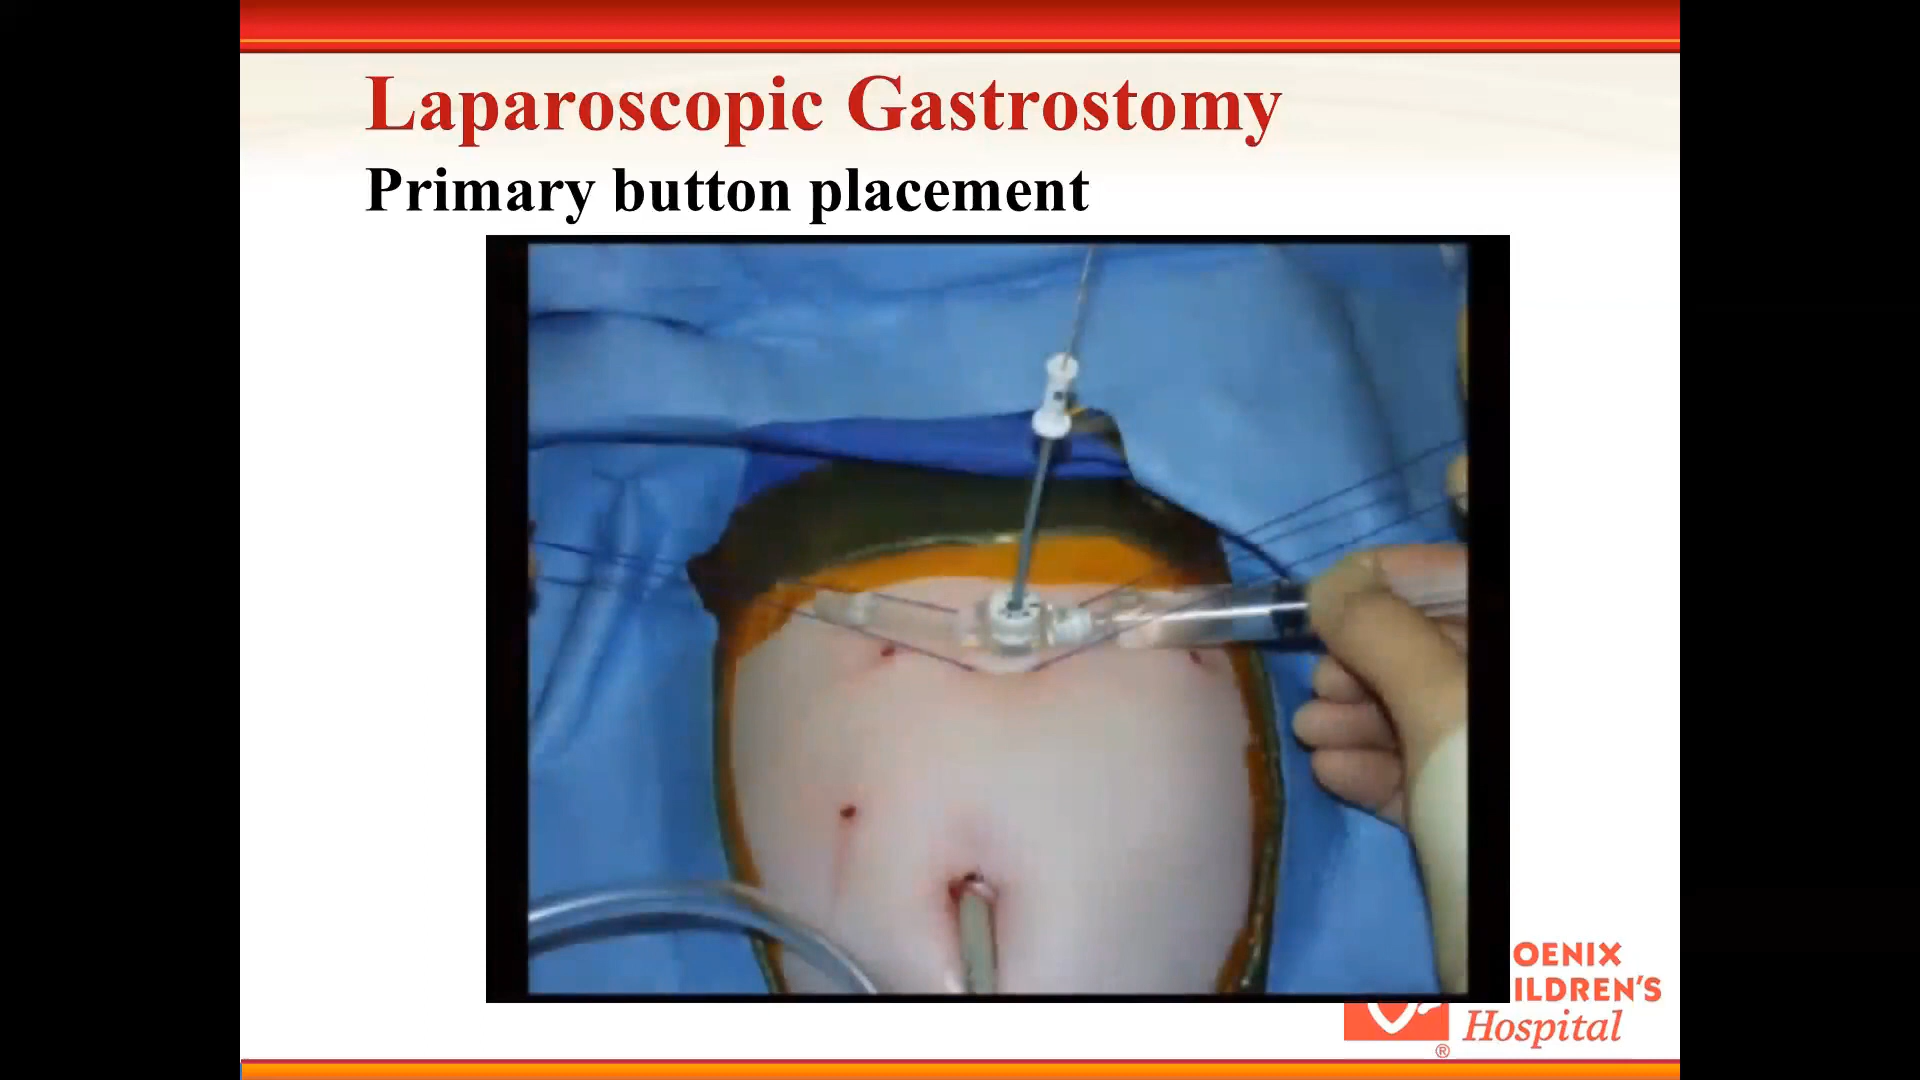 Laparoscopic Gastrostomy
Primary button placement
OENIX
ILDREN'S
Hospital
®